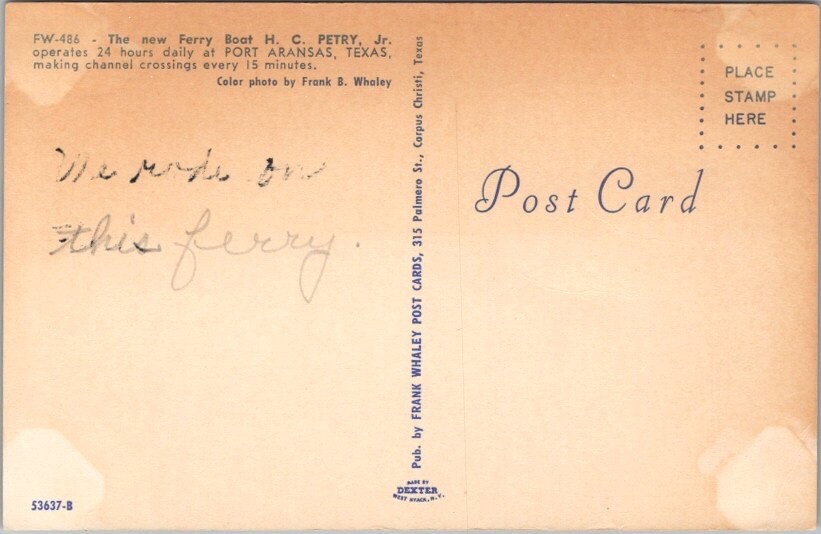 FW-486 - The new Ferry Boat H. C. PETRY, Jr.
operates 24 hours daily at PORT ARANSAS, TEXAS,
making channel crossings every 15 minutes.
Color photo by Frank B. Whaley
We rode on
this ferry.
53637-B
Pub. by FRANK WHALEY POST CARDS, 315 Palmero St., Corpus Christi, Texas
MADE BY
DEXTER
WEST NYACK, N.Y.
PLACE
STAMP
HERE
Post Card